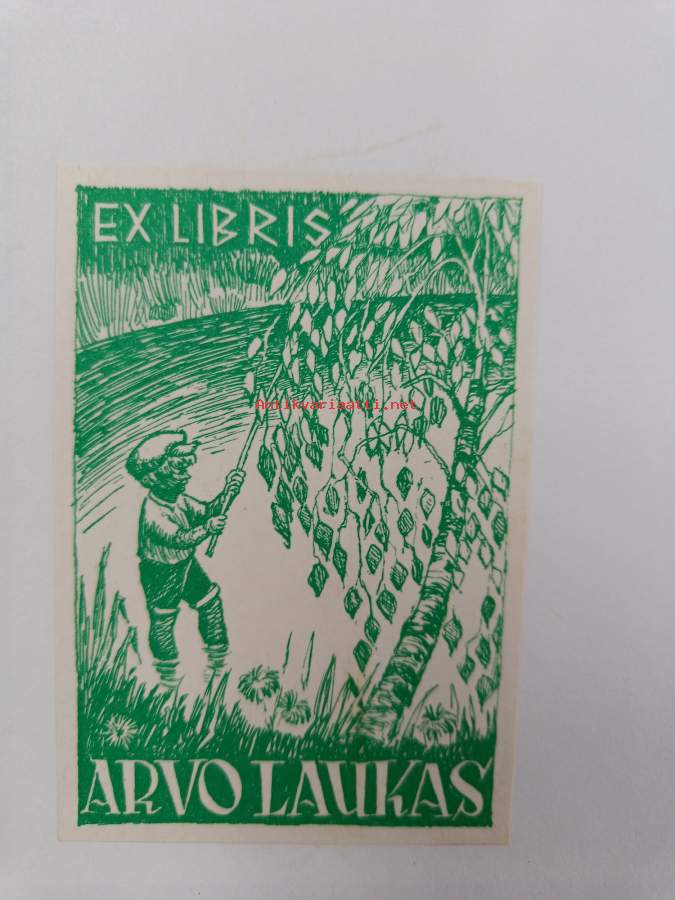 EX LIBRIS
Antikvariaatti.net
ARVO LAUKAS